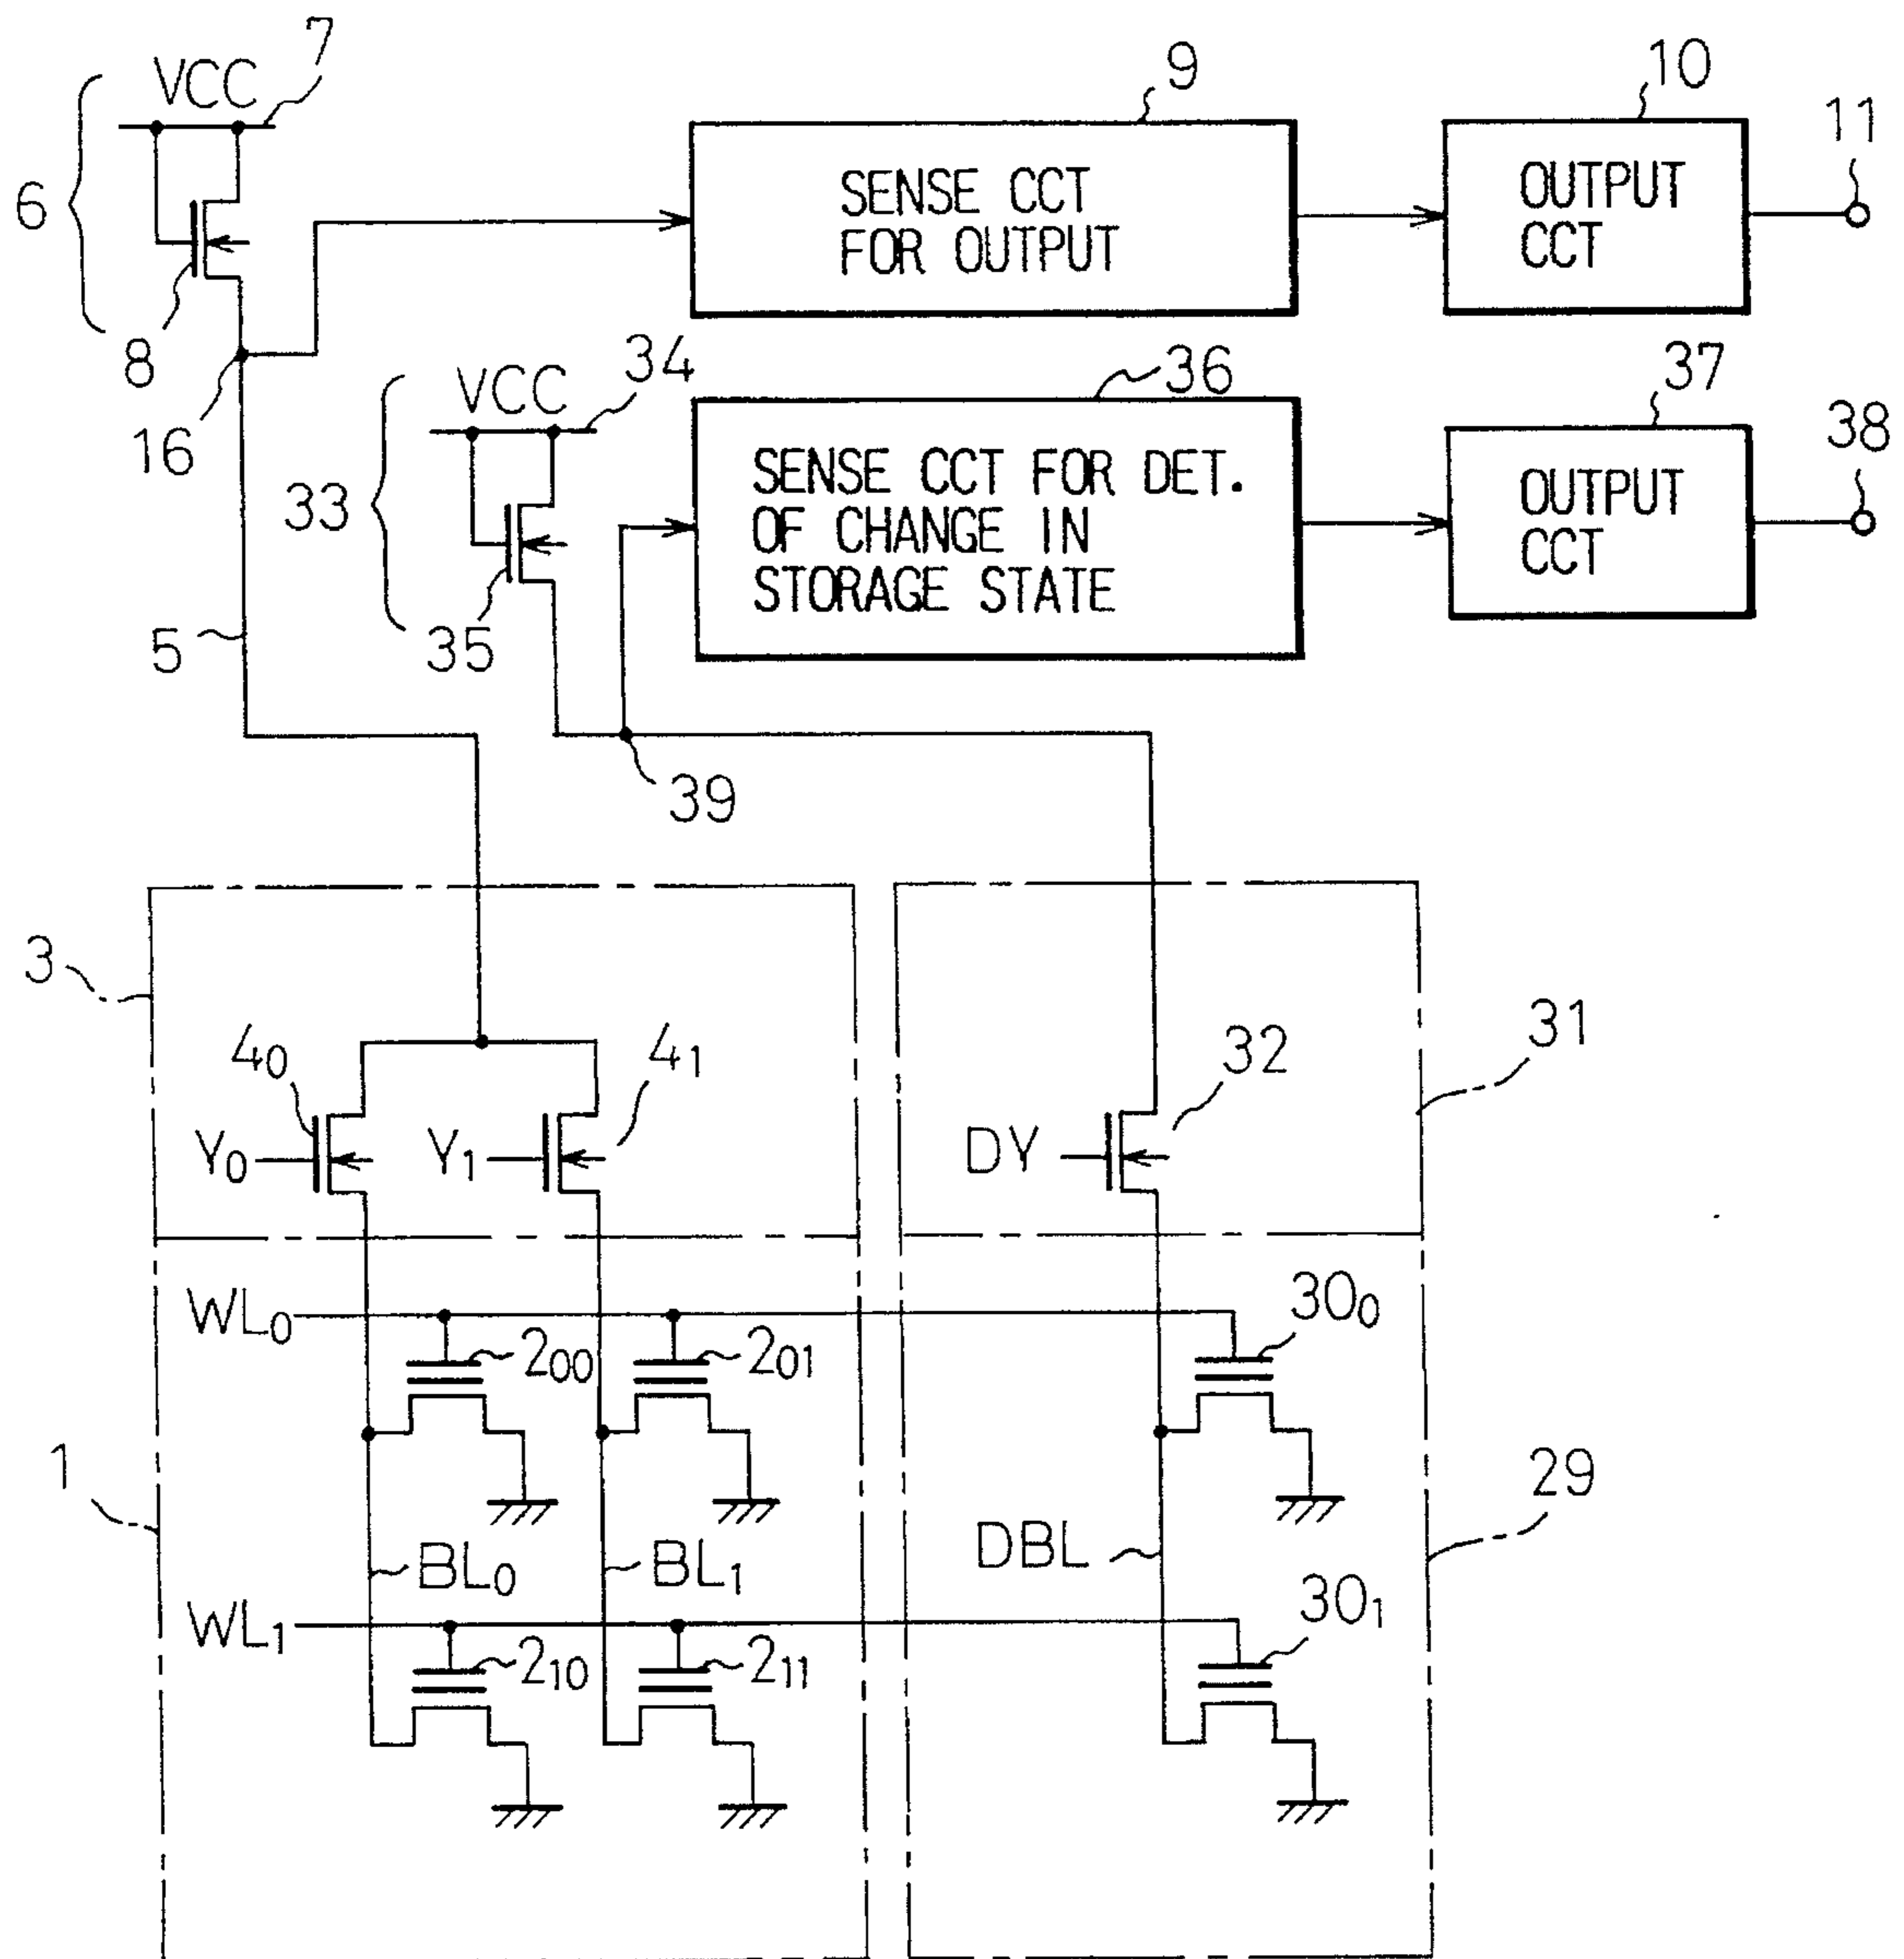 7
VCC
6
8
16
9
SENSE CCT
FOR OUTPUT
10
OUTPUT
CCT
11
34
VCC
33
35
36
SENSE CCT FOR DET.
OF CHANGE IN
STORAGE STATE
37
OUTPUT
CCT
38
5
39
3
4₀
4₁
Y₀
Y₁
32
DY
31
WL₀
2₀₀
2₀₁
30₀
1
BL₀
BL₁
DBL
29
WL₁
2₁₀
2₁₁
30₁